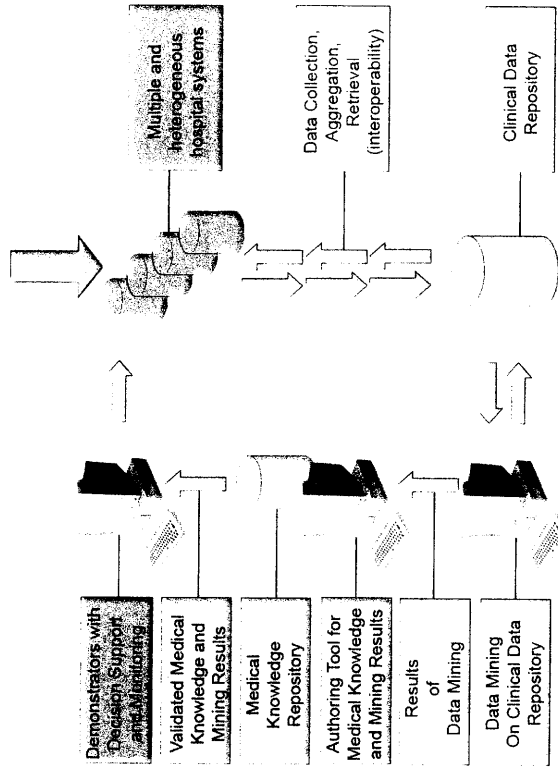 Demonstrators with
Decision Support
and Monitoring
Validated Medical
Knowledge and
Mining Results
Medical
Knowledge
Repository
Authoring Tool for
Medical Knowledge
and Mining Results
Results
of
Data Mining
Data Mining
On Clinical Data
Repository
Multiple and
heterogeneous
hospital systems
Data Collection,
Aggregation,
Retrieval
(interoperability)
Clinical Data
Repository